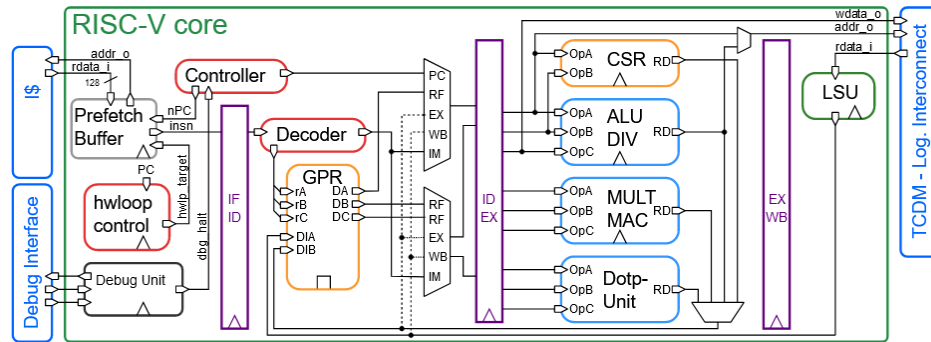 RISC-V core
wdata_o
addr_o
rdata_i
I$
addr_o
rdata_i
128
Prefetch
Buffer
nPC
insn
Controller
PC
hwloop
control
hwlp_target
dbg_halt
Debug Interface
Debug Unit
IF
ID
Decoder
GPR
rA
rB
rC
DIA
DIB
DA
DB
DC
PC
RF
EX
WB
IM
RF
RF
EX
WB
IM
ID
EX
OpA
OpB
CSR
RD
OpA
OpB
OpC
ALU
DIV
RD
OpA
OpB
OpC
MULT
MAC
RD
OpA
OpB
OpC
Dotp-
Unit
RD
EX
WB
LSU
TCDM - Log. Interconnect